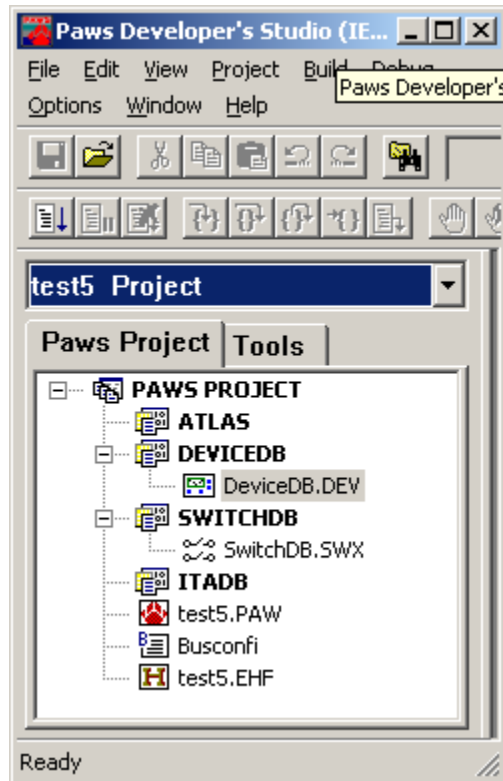 Paws Developer's Studio (IE...
File Edit View Project Build Debug
Paws Developer's
Options Window Help
test5 Project
Paws Project Tools
PAWS PROJECT
ATLAS
DEVICEDB
DeviceDB.DEV
SWITCHDB
SwitchDB.SWX
ITADB
test5.PAW
Busconfi
test5.EHF
Ready